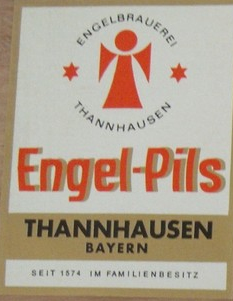 ENGELBRAUEREI
THANNHAUSEN
Engel-Pils
THANNHAUSEN
BAYERN
SEIT 1574 IM FAMILIENBESITZ